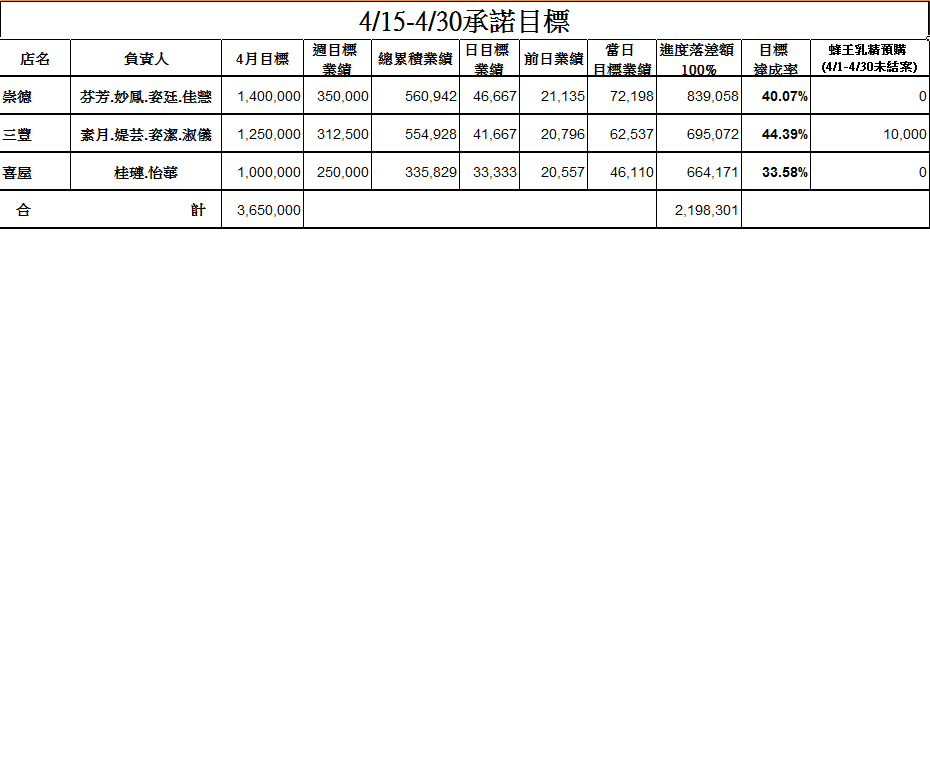 4/15-4/30承諾目標
店名 負責人 4月目標 週目標業績 總累積業績 日目標業績 前日業績 當日目標業績 進度落差額100% 目標達成率 蜂王乳精預購(4/1-4/30未結案)
崇德 芬芳.妙鳳.姿廷.佳慧 1,400,000 350,000 560,942 46,667 21,135 72,198 839,058 40.07% 0
三豐 素月.媞芸.姿潔.淑儀 1,250,000 312,500 554,928 41,667 20,796 62,537 695,072 44.39% 10,000
喜屋 桂璉.怡華 1,000,000 250,000 335,829 33,333 20,557 46,110 664,171 33.58% 0
合 計 3,650,000 2,198,301